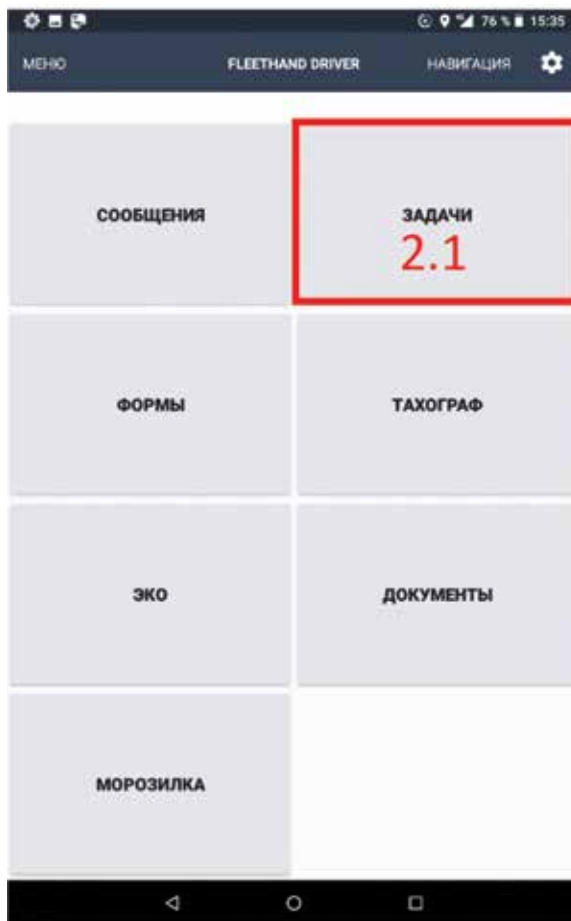 76 % 15:35
МЕНЮ FLEETHAND DRIVER НАВИГАЦИЯ
СООБЩЕНИЯ ЗАДАЧИ
2.1
ФОРМЫ ТАХОГРАФ
ЭКО ДОКУМЕНТЫ
МОРОЗИЛКА